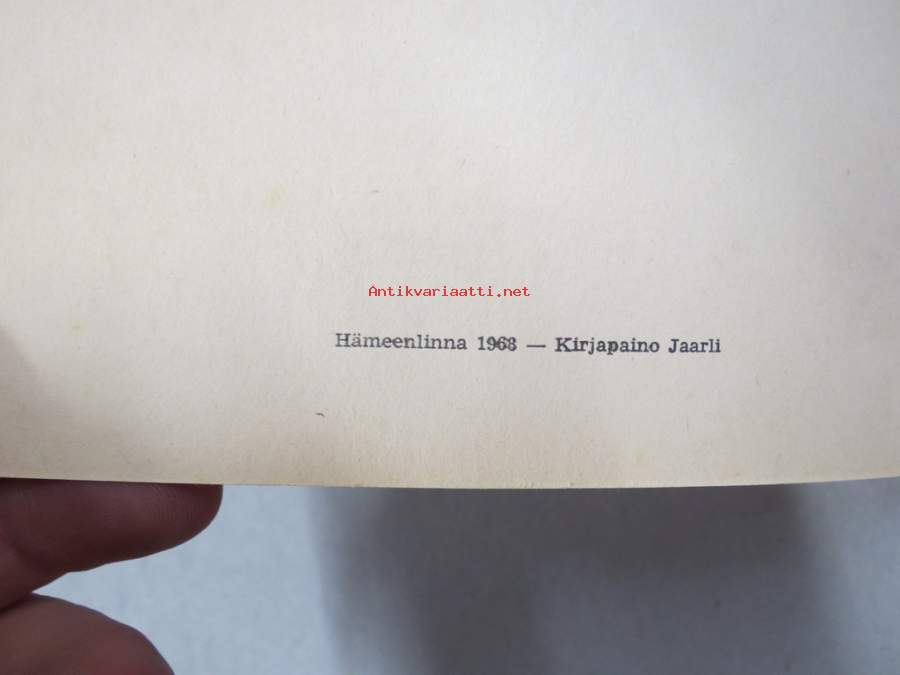 Antikvariaatti.net
Hämeenlinna 1968 — Kirjapaino Jaarli